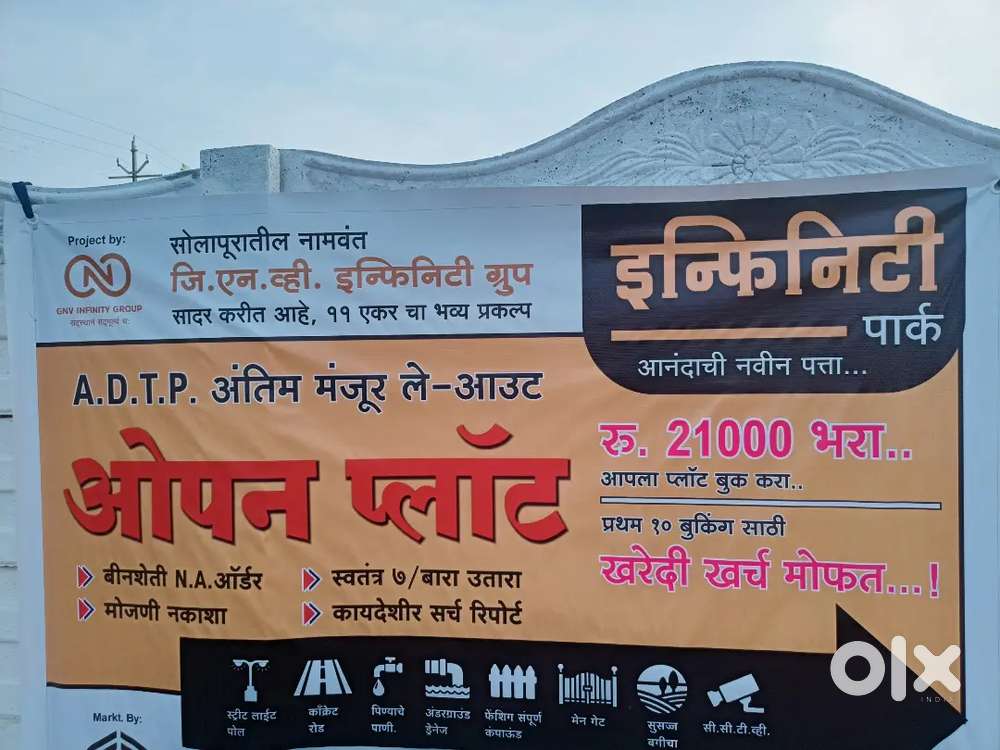 Project by:
GNV INFINITY GROUP
सोलापूरातील नामवंत
जि.एन.व्ही. इन्फिनिटी ग्रुप
सादर करीत आहे, ११ एकर चा भव्य प्रकल्प
इन्फिनिटी
पार्क
आनंदाची नवीन पत्ता...
A.D.T.P. अंतिम मंजूर ले-आउट
ओपन प्लॉट
रु. 21000 भरा..
आपला प्लॉट बुक करा..
प्रथम १० बुकिंग साठी
खरेदी खर्च मोफत...!
बीनशेती N.A.ऑर्डर
स्वतंत्र ७/बारा उतारा
मोजणी नकाशा
कायदेशीर सर्च रिपोर्ट
स्ट्रीट लाईट
पोल
काँक्रेट
रोड
पिण्याचे
पाणी.
अंडरग्राऊंड
ड्रेनेज
फेंशिग संपूर्ण
कंपाऊंड
मेन गेट
सुसज्ज
बगीचा
सी.सी.टी.व्ही.
Markt. By:
olx
INDIA